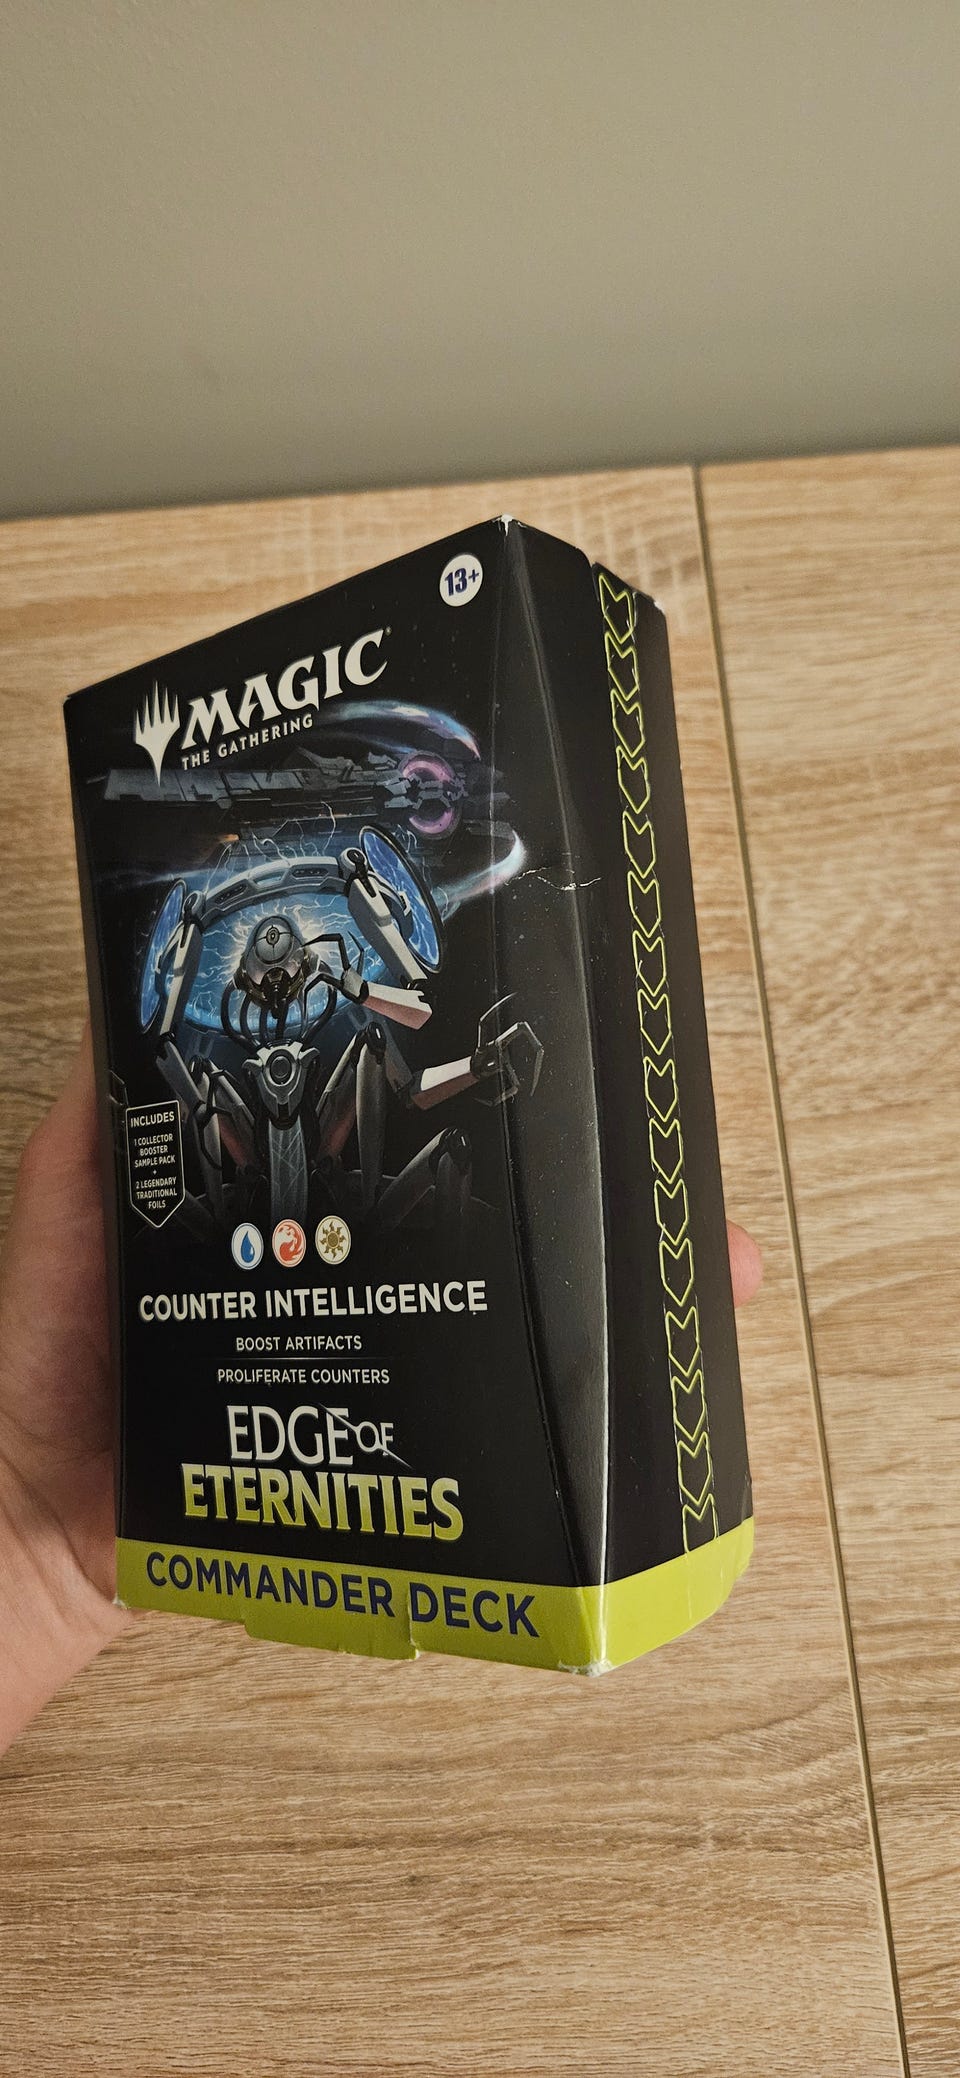 13+
MAGIC
THE GATHERING
INCLUDES
1 COLLECTOR
BOOSTER
SAMPLE PACK
+
2 LEGENDARY
TRADITIONAL
FOILS
COUNTER INTELLIGENCE
BOOST ARTIFACTS
PROLIFERATE COUNTERS
EDGE OF
ETERNITIES
COMMANDER DECK